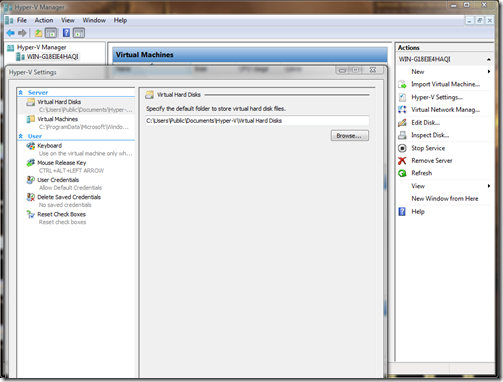 Hyper-V Manager
File Action View Window Help
Hyper-V Manager
WIN-G18EIE4HAQI
Virtual Machines
Hyper-V Settings
Server
Virtual Hard Disks
C:\Users\Public\Documents\Hyper-...
Virtual Machines
C:\ProgramData\Microsoft\Windo...
User
Keyboard
Use on the virtual machine only wh...
Mouse Release Key
CTRL+ALT+LEFT ARROW
User Credentials
Allow Default Credentials
Delete Saved Credentials
No saved credentials
Reset Check Boxes
Reset check boxes
Virtual Hard Disks
Specify the default folder to store virtual hard disk files.
C:\Users\Public\Documents\Hyper-V\Virtual Hard Disks
Browse...
Actions
WIN-G18EIE4HAQI
New
Import Virtual Machine...
Hyper-V Settings...
Virtual Network Manag...
Edit Disk...
Inspect Disk...
Stop Service
Remove Server
Refresh
View
New Window from Here
Help